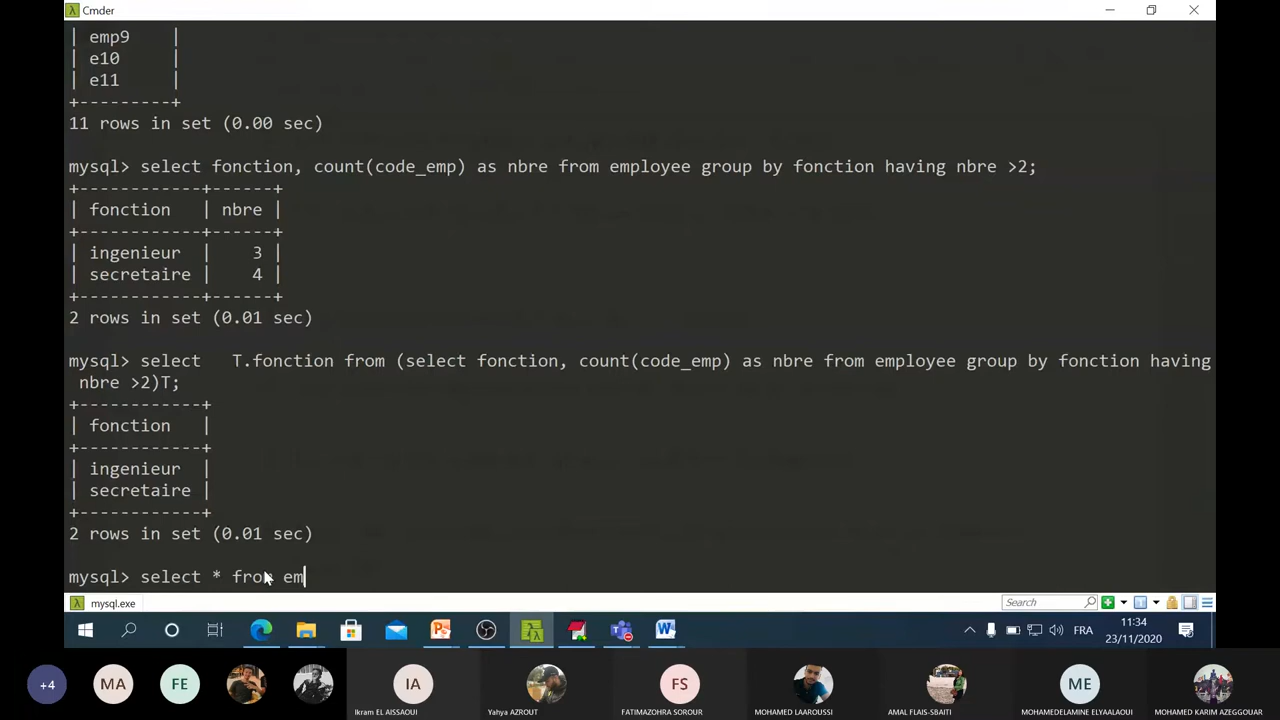 Cmder
| emp9 |
| e10 |
| e11 |
+---------+
11 rows in set (0.00 sec)
mysql> select fonction, count(code_emp) as nbre from employee group by fonction having nbre >2;
+------------+------+
| fonction | nbre |
+------------+------+
| ingenieur | 3 |
| secretaire | 4 |
+------------+------+
2 rows in set (0.01 sec)
mysql> select T.fonction from (select fonction, count(code_emp) as nbre from employee group by fonction having
nbre >2)T;
+------------+
| fonction |
+------------+
| ingenieur |
| secretaire |
+------------+
2 rows in set (0.01 sec)
mysql> select * from em
mysql.exe
Search
FRA
11:34
23/11/2020
+4
MA
FE
IA
FS
ME
Ikram EL AISSAOUI
Yahya AZROUT
FATIMAZOHRA SOROUR
MOHAMED LAAROUSSI
AMAL FLAIS-SBAITI
MOHAMEDELAMINE ELYAALAOUI
MOHAMED KARIM AZEGGOUAR